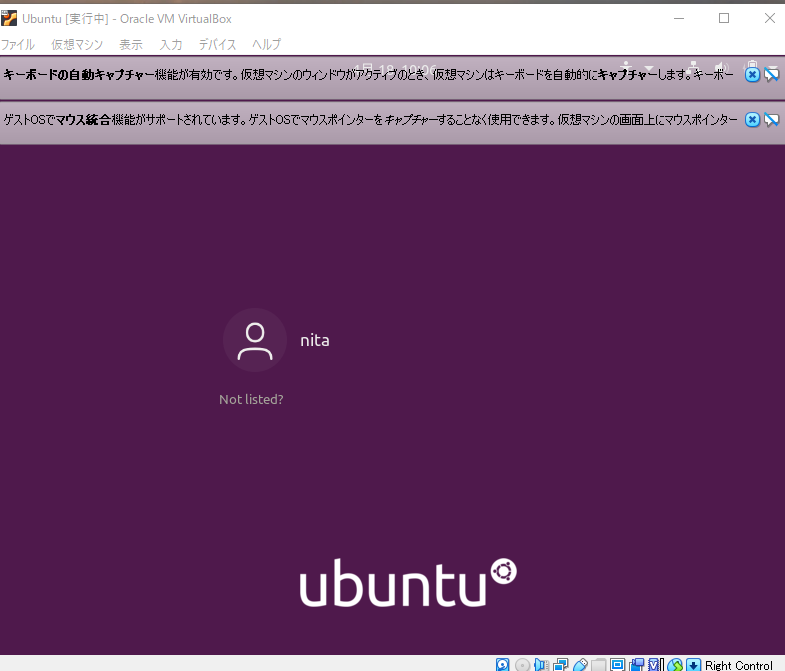 Ubuntu [実行中] - Oracle VM VirtualBox
ファイル 仮想マシン 表示 入力 デバイス ヘルプ
キーボードの自動キャプチャー機能が有効です。仮想マシンのウィンドウがアクティブのとき、仮想マシンはキーボードを自動的にキャプチャーします。キーボー
ゲストOSでマウス統合機能がサポートされています。ゲストOSでマウスポインターをキャプチャーすることなく使用できます。仮想マシンの画面上にマウスポインター
nita
Not listed?
ubuntu
Right Control